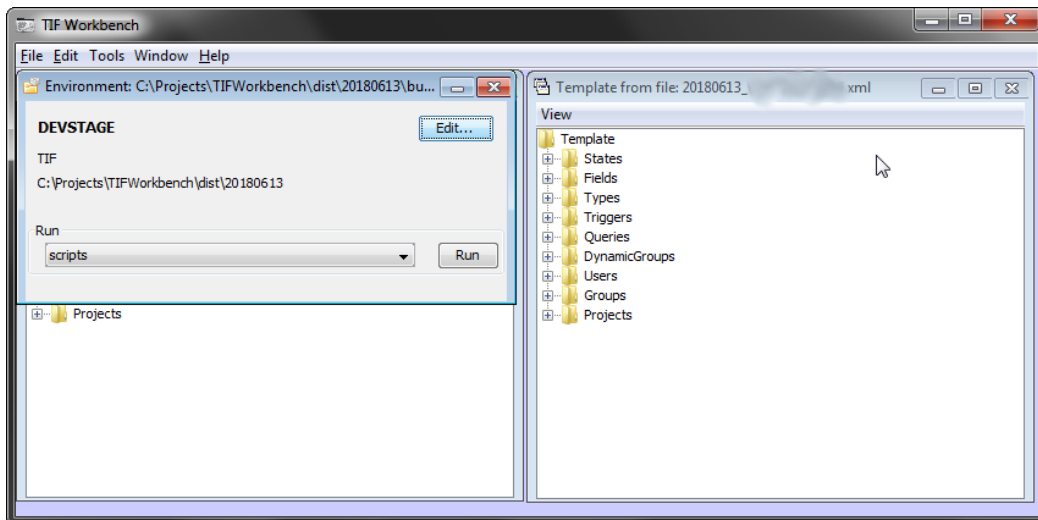 TIF Workbench
File Edit Tools Window Help
Environment: C:\Projects\TIFWorkbench\dist\20180613\bu...
DEVSTAGE
Edit...
TIF
C:\Projects\TIFWorkbench\dist\20180613
Run
scripts
Run
Projects
Template from file: 20180613_ xml
View
Template
States
Fields
Types
Triggers
Queries
DynamicGroups
Users
Groups
Projects